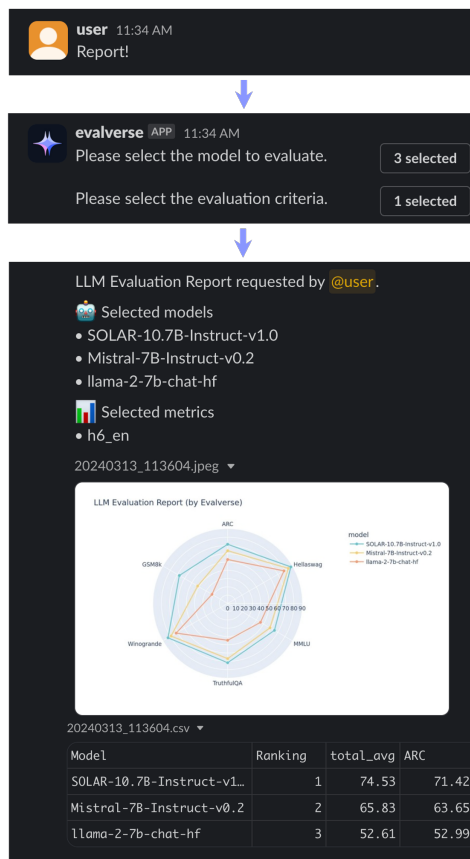 user 11:34 AM
Report!
evalverse APP 11:34 AM
Please select the model to evaluate.
3 selected
Please select the evaluation criteria.
1 selected
LLM Evaluation Report requested by @user.
Selected models
• SOLAR-10.7B-Instruct-v1.0
• Mistral-7B-Instruct-v0.2
• llama-2-7b-chat-hf
Selected metrics
• h6_en
20240313_113604.jpeg
LLM Evaluation Report (by Evalverse)
ARC
model
SOLAR-10.7B-Instruct-v1.0
Mistral-7B-Instruct-v0.2
llama-2-7b-chat-hf
GSM8k
Hellaswag
0 10 20 30 40 50 60 70 80 90
Winogrande
MMLU
TruthfulQA
20240313_113604.csv
Model Ranking total_avg ARC
SOLAR-10.7B-Instruct-v1… 1 74.53 71.42
Mistral-7B-Instruct-v0.2 2 65.83 63.65
llama-2-7b-chat-hf 3 52.61 52.99